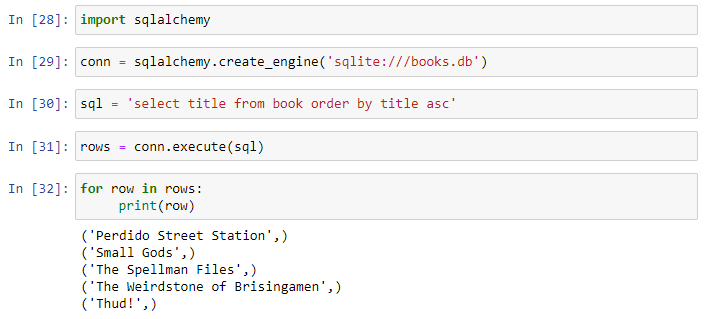 In [28]: import sqlalchemy
In [29]: conn = sqlalchemy.create_engine('sqlite:///books.db')
In [30]: sql = 'select title from book order by title asc'
In [31]: rows = conn.execute(sql)
In [32]: for row in rows:
print(row)
('Perdido Street Station',)
('Small Gods',)
('The Spellman Files',)
('The Weirdstone of Brisingamen',)
('Thud!',)